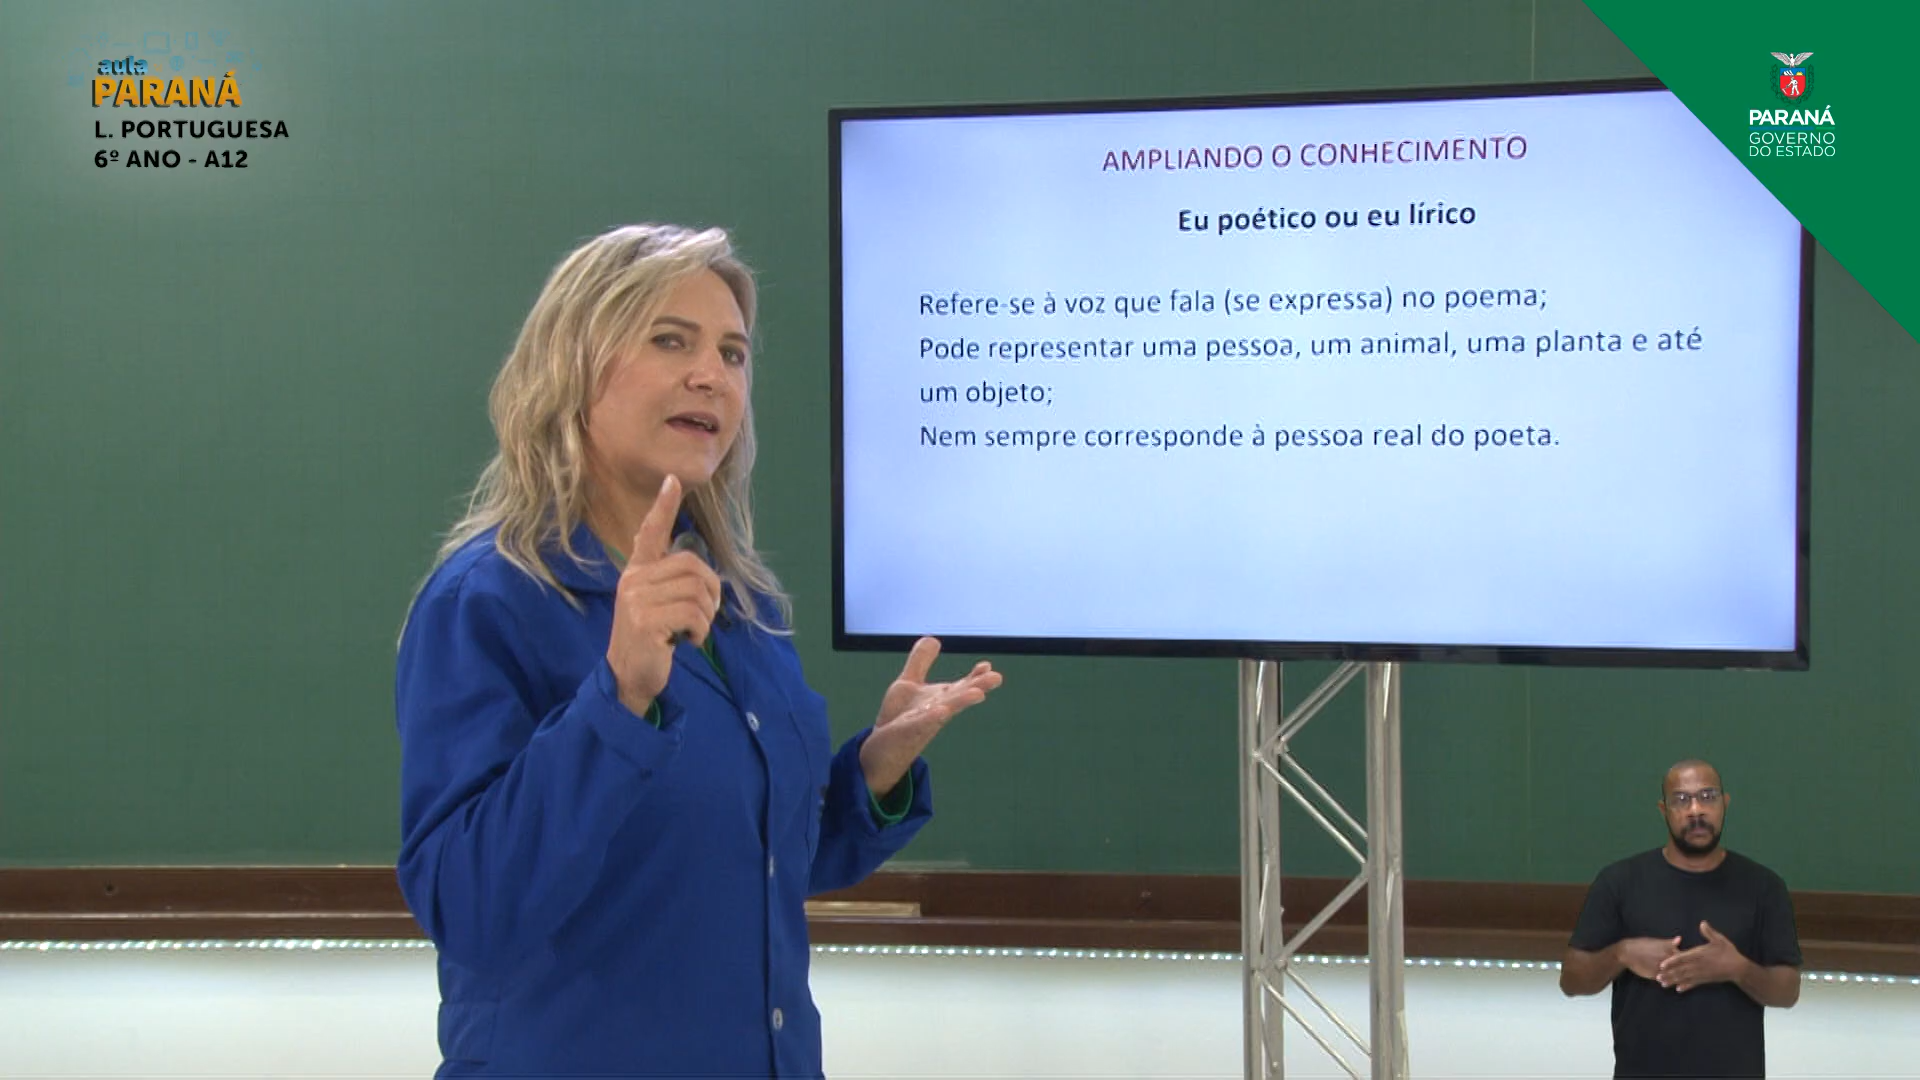 aula
PARANÁ
L. PORTUGUESA
6º ANO - A12
PARANÁ
GOVERNO
DO ESTADO
AMPLIANDO O CONHECIMENTO
Eu poético ou eu lírico
Refere-se à voz que fala (se expressa) no poema;
Pode representar uma pessoa, um animal, uma planta e até
um objeto;
Nem sempre corresponde à pessoa real do poeta.